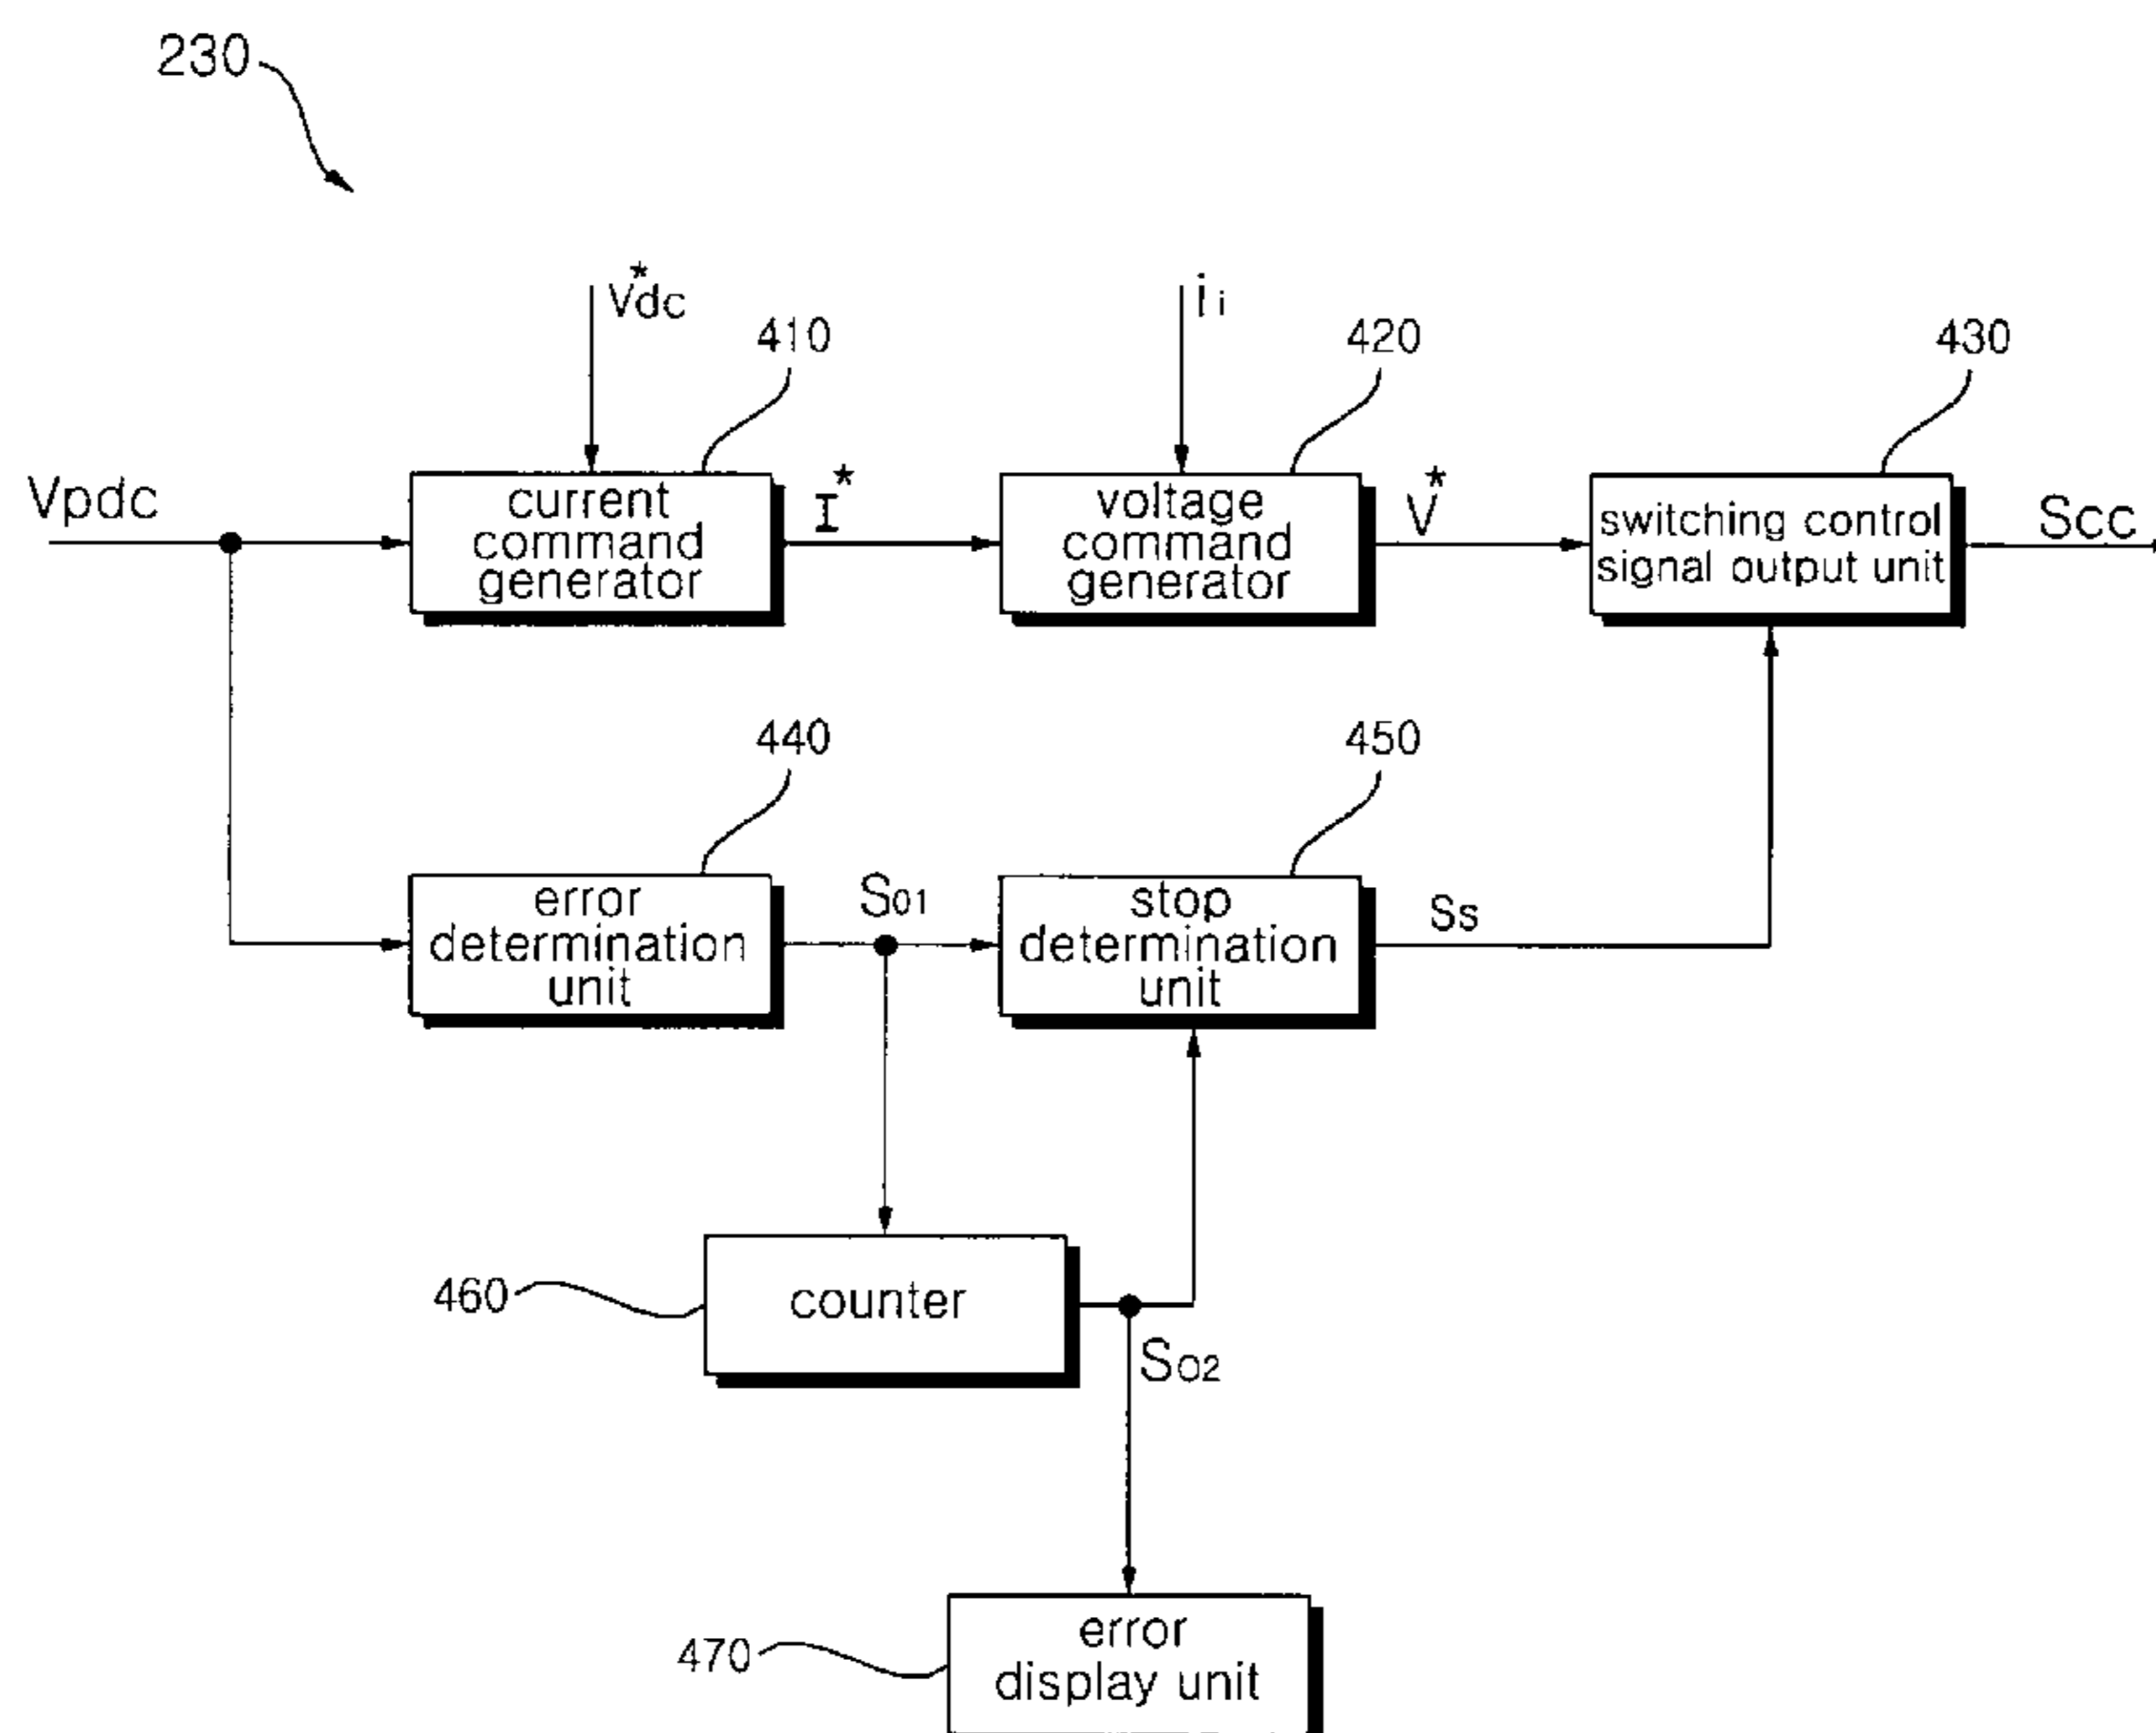 230
V*dc
ii
410
420
430
Vpdc
current
command
generator
I*
voltage
command
generator
V*
switching control
signal output unit
Scc
440
450
error
determination
unit
So1
stop
determination
unit
Ss
460
counter
So2
470
error
display unit